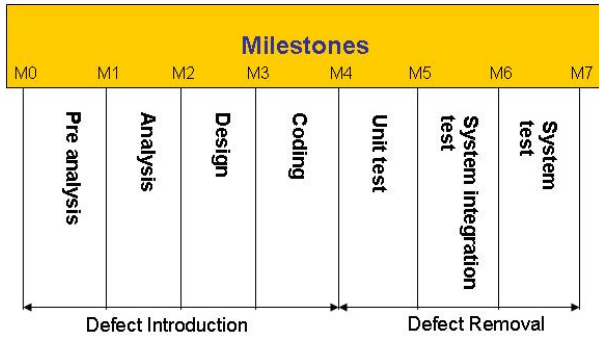 Milestones
M0 M1 M2 M3 M4 M5 M6 M7
Pre analysis
Analysis
Design
Coding
Unit test
System integration
test
System
test
Defect Introduction
Defect Removal